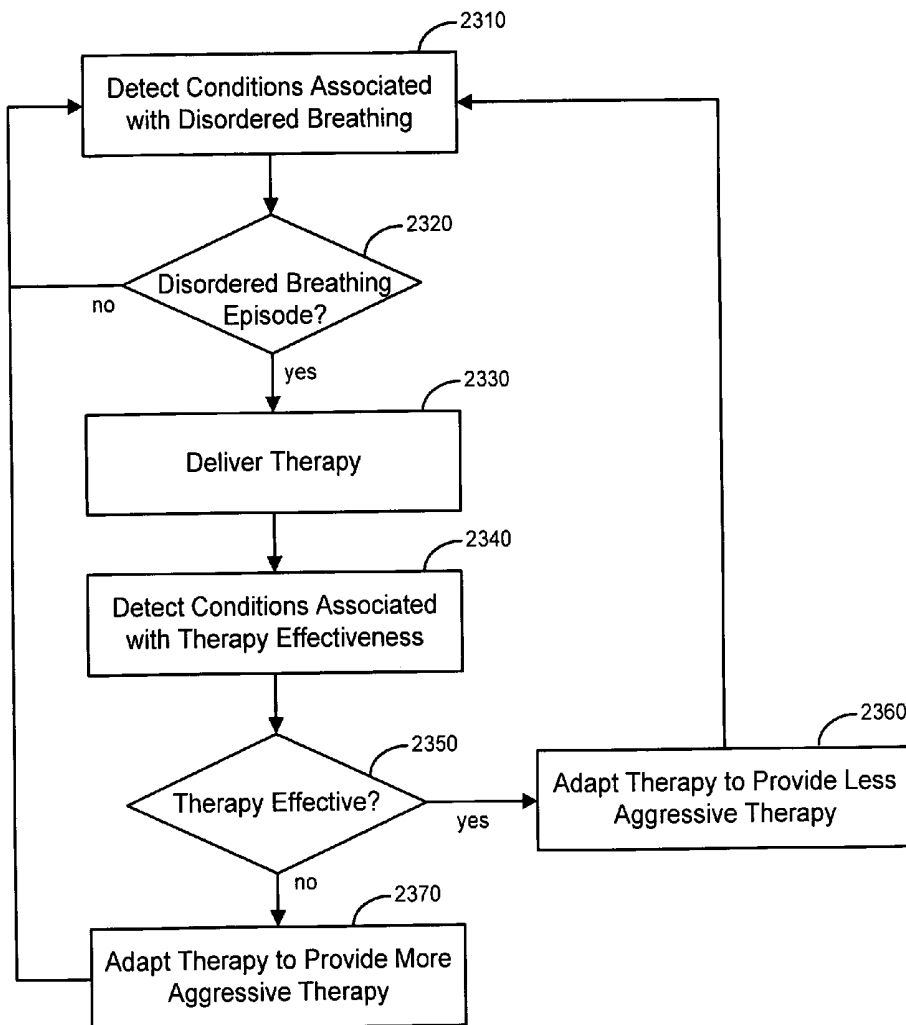 2310
Detect Conditions Associated
with Disordered Breathing
2320
Disordered Breathing
Episode?
no
yes
2330
Deliver Therapy
2340
Detect Conditions Associated
with Therapy Effectiveness
2350
Therapy Effective?
yes
2360
Adapt Therapy to Provide Less
Aggressive Therapy
no
2370
Adapt Therapy to Provide More
Aggressive Therapy